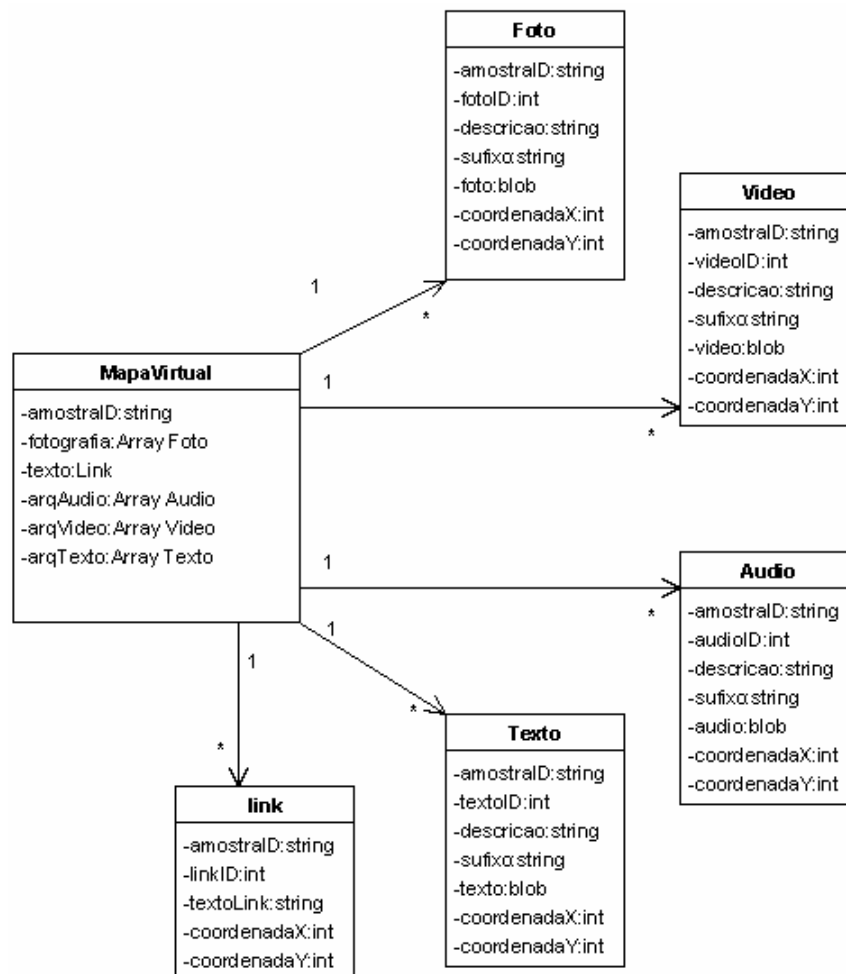 Foto
-amostraID:string
-fotoID:int
-descricao:string
-sufixo:string
-foto:blob
-coordenadaX:int
-coordenadaY:int
Video
-amostraID:string
-videoID:int
-descricao:string
-sufixo:string
-video:blob
-coordenadaX:int
-coordenadaY:int
1
*
MapaVirtual
-amostraID:string
-fotografia:Array Foto
-texto:Link
-arqAudio:Array Audio
-arqVideo:Array Video
-arqTexto:Array Texto
1
*
1
*
Audio
-amostraID:string
-audioID:int
-descricao:string
-sufixo:string
-audio:blob
-coordenadaX:int
-coordenadaY:int
1
*
1
*
Texto
-amostraID:string
-textoID:int
-descricao:string
-sufixo:string
-texto:blob
-coordenadaX:int
-coordenadaY:int
link
-amostraID:string
-linkID:int
-textoLink:string
-coordenadaX:int
-coordenadaY:int